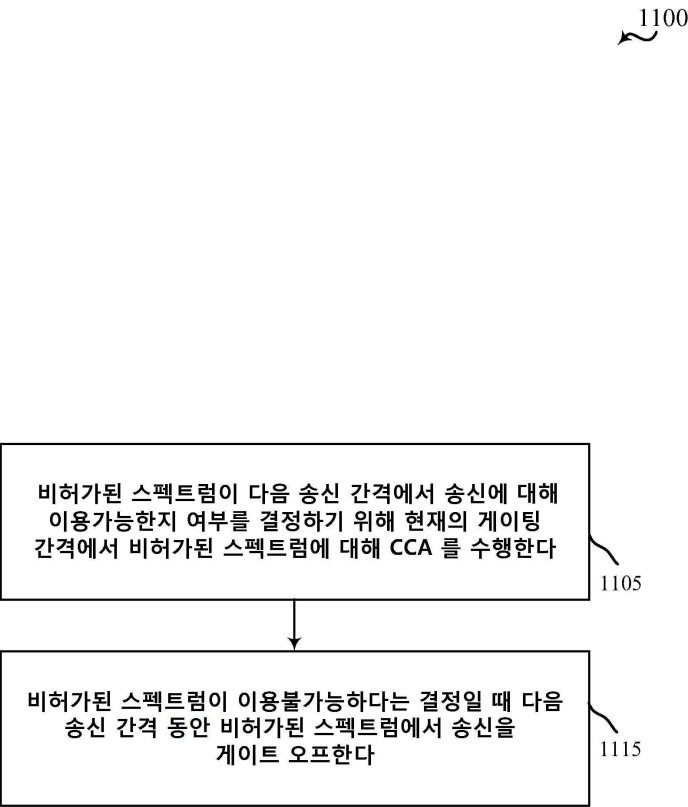 1100
비허가된 스펙트럼이 다음 송신 간격에서 송신에 대해
이용가능한지 여부를 결정하기 위해 현재의 게이팅
간격에서 비허가된 스펙트럼에 대해 CCA 를 수행한다
1105
비허가된 스펙트럼이 이용불가능하다는 결정일 때 다음
송신 간격 동안 비허가된 스펙트럼에서 송신을
게이트 오프한다
1115